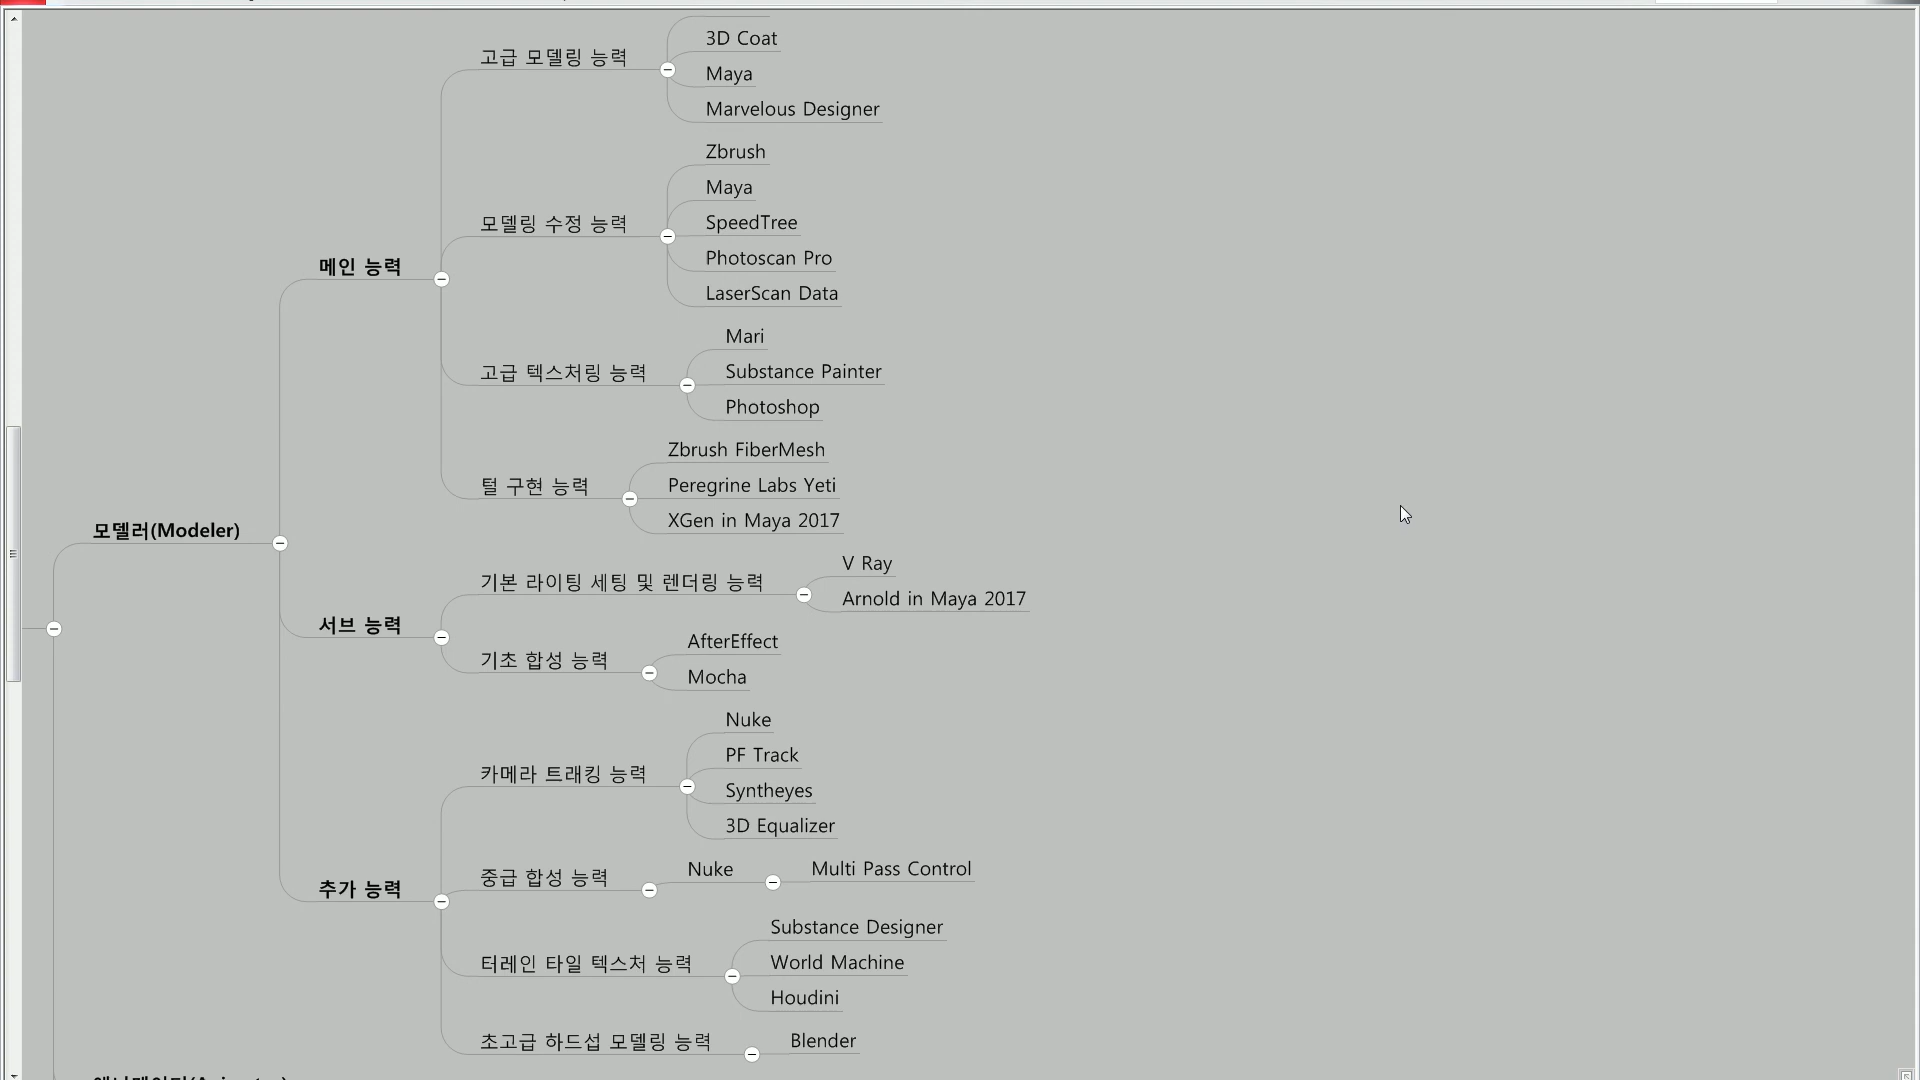 고급 모델링 능력
3D Coat
Maya
Marvelous Designer
모델링 수정 능력
Zbrush
Maya
SpeedTree
Photoscan Pro
LaserScan Data
메인 능력
고급 텍스처링 능력
Mari
Substance Painter
Photoshop
털 구현 능력
Zbrush FiberMesh
Peregrine Labs Yeti
XGen in Maya 2017
모델러(Modeler)
기본 라이팅 세팅 및 렌더링 능력
V Ray
Arnold in Maya 2017
서브 능력
기초 합성 능력
AfterEffect
Mocha
카메라 트래킹 능력
Nuke
PF Track
Syntheyes
3D Equalizer
추가 능력
중급 합성 능력
Nuke
Multi Pass Control
터레인 타일 텍스처 능력
Substance Designer
World Machine
Houdini
초고급 하드섭 모델링 능력
Blender